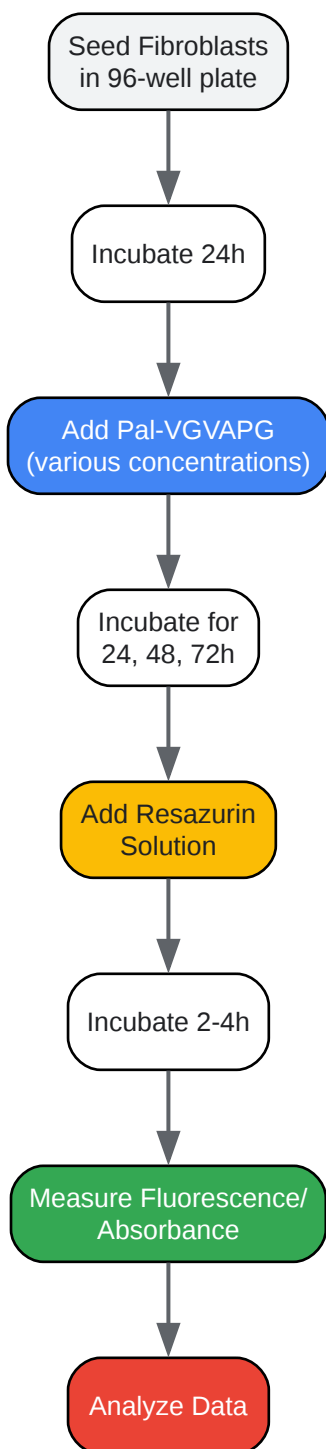 Seed Fibroblasts
in 96-well plate
Incubate 24h
Add Pal-VGVAPG
(various concentrations)
Incubate for
24, 48, 72h
Add Resazurin
Solution
Incubate 2-4h
Measure Fluorescence/
Absorbance
Analyze Data